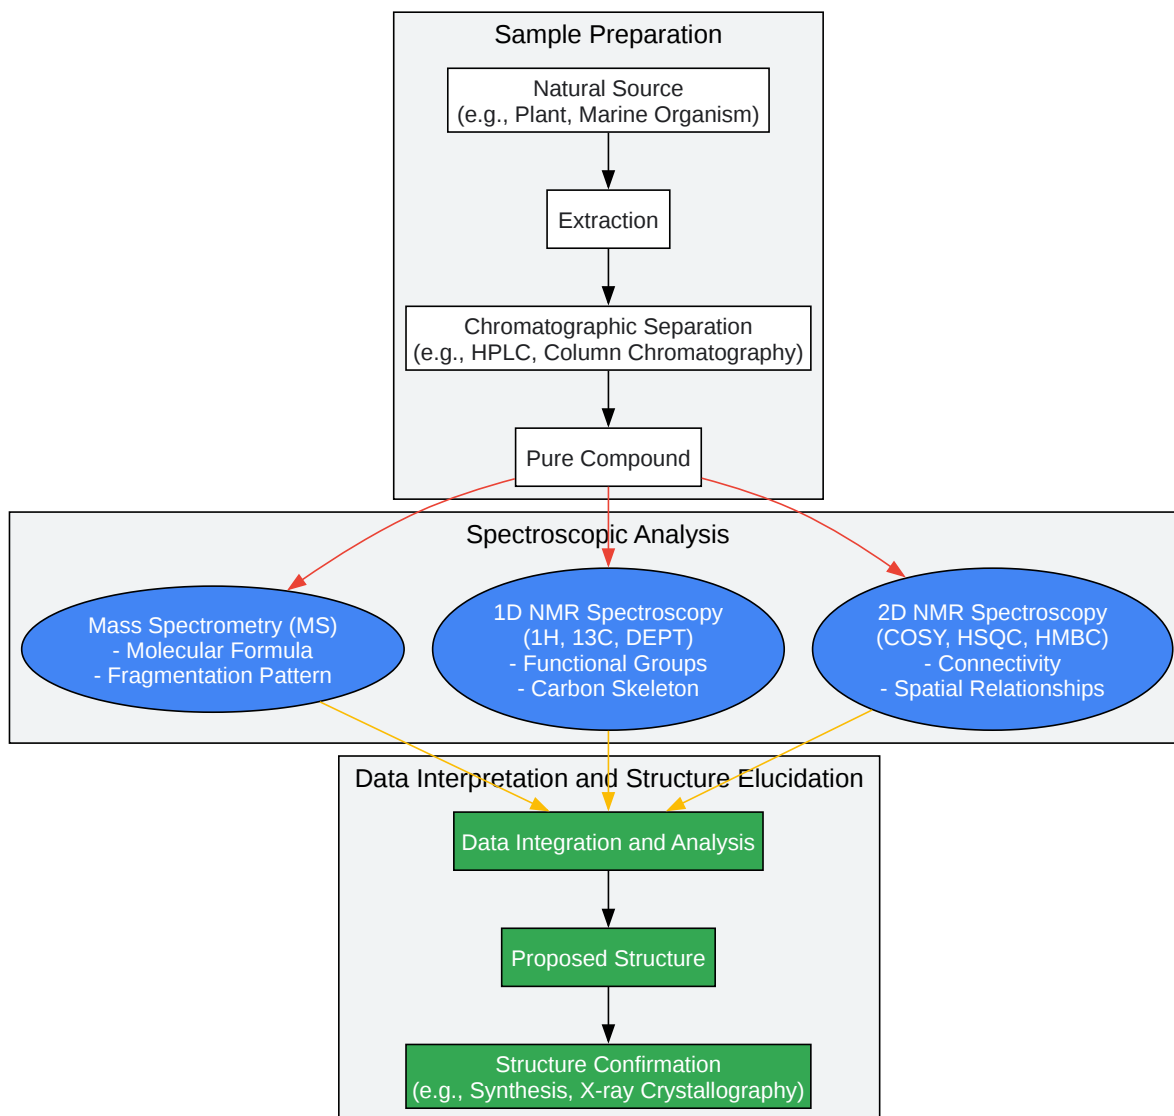 Sample Preparation
Natural Source
(e.g., Plant, Marine Organism)
Extraction
Chromatographic Separation
(e.g., HPLC, Column Chromatography)
Pure Compound
Spectroscopic Analysis
Mass Spectrometry (MS)
- Molecular Formula
- Fragmentation Pattern
1D NMR Spectroscopy
(1H, 13C, DEPT)
- Functional Groups
- Carbon Skeleton
2D NMR Spectroscopy
(COSY, HSQC, HMBC)
- Connectivity
- Spatial Relationships
Data Interpretation and Structure Elucidation
Data Integration and Analysis
Proposed Structure
Structure Confirmation
(e.g., Synthesis, X-ray Crystallography)